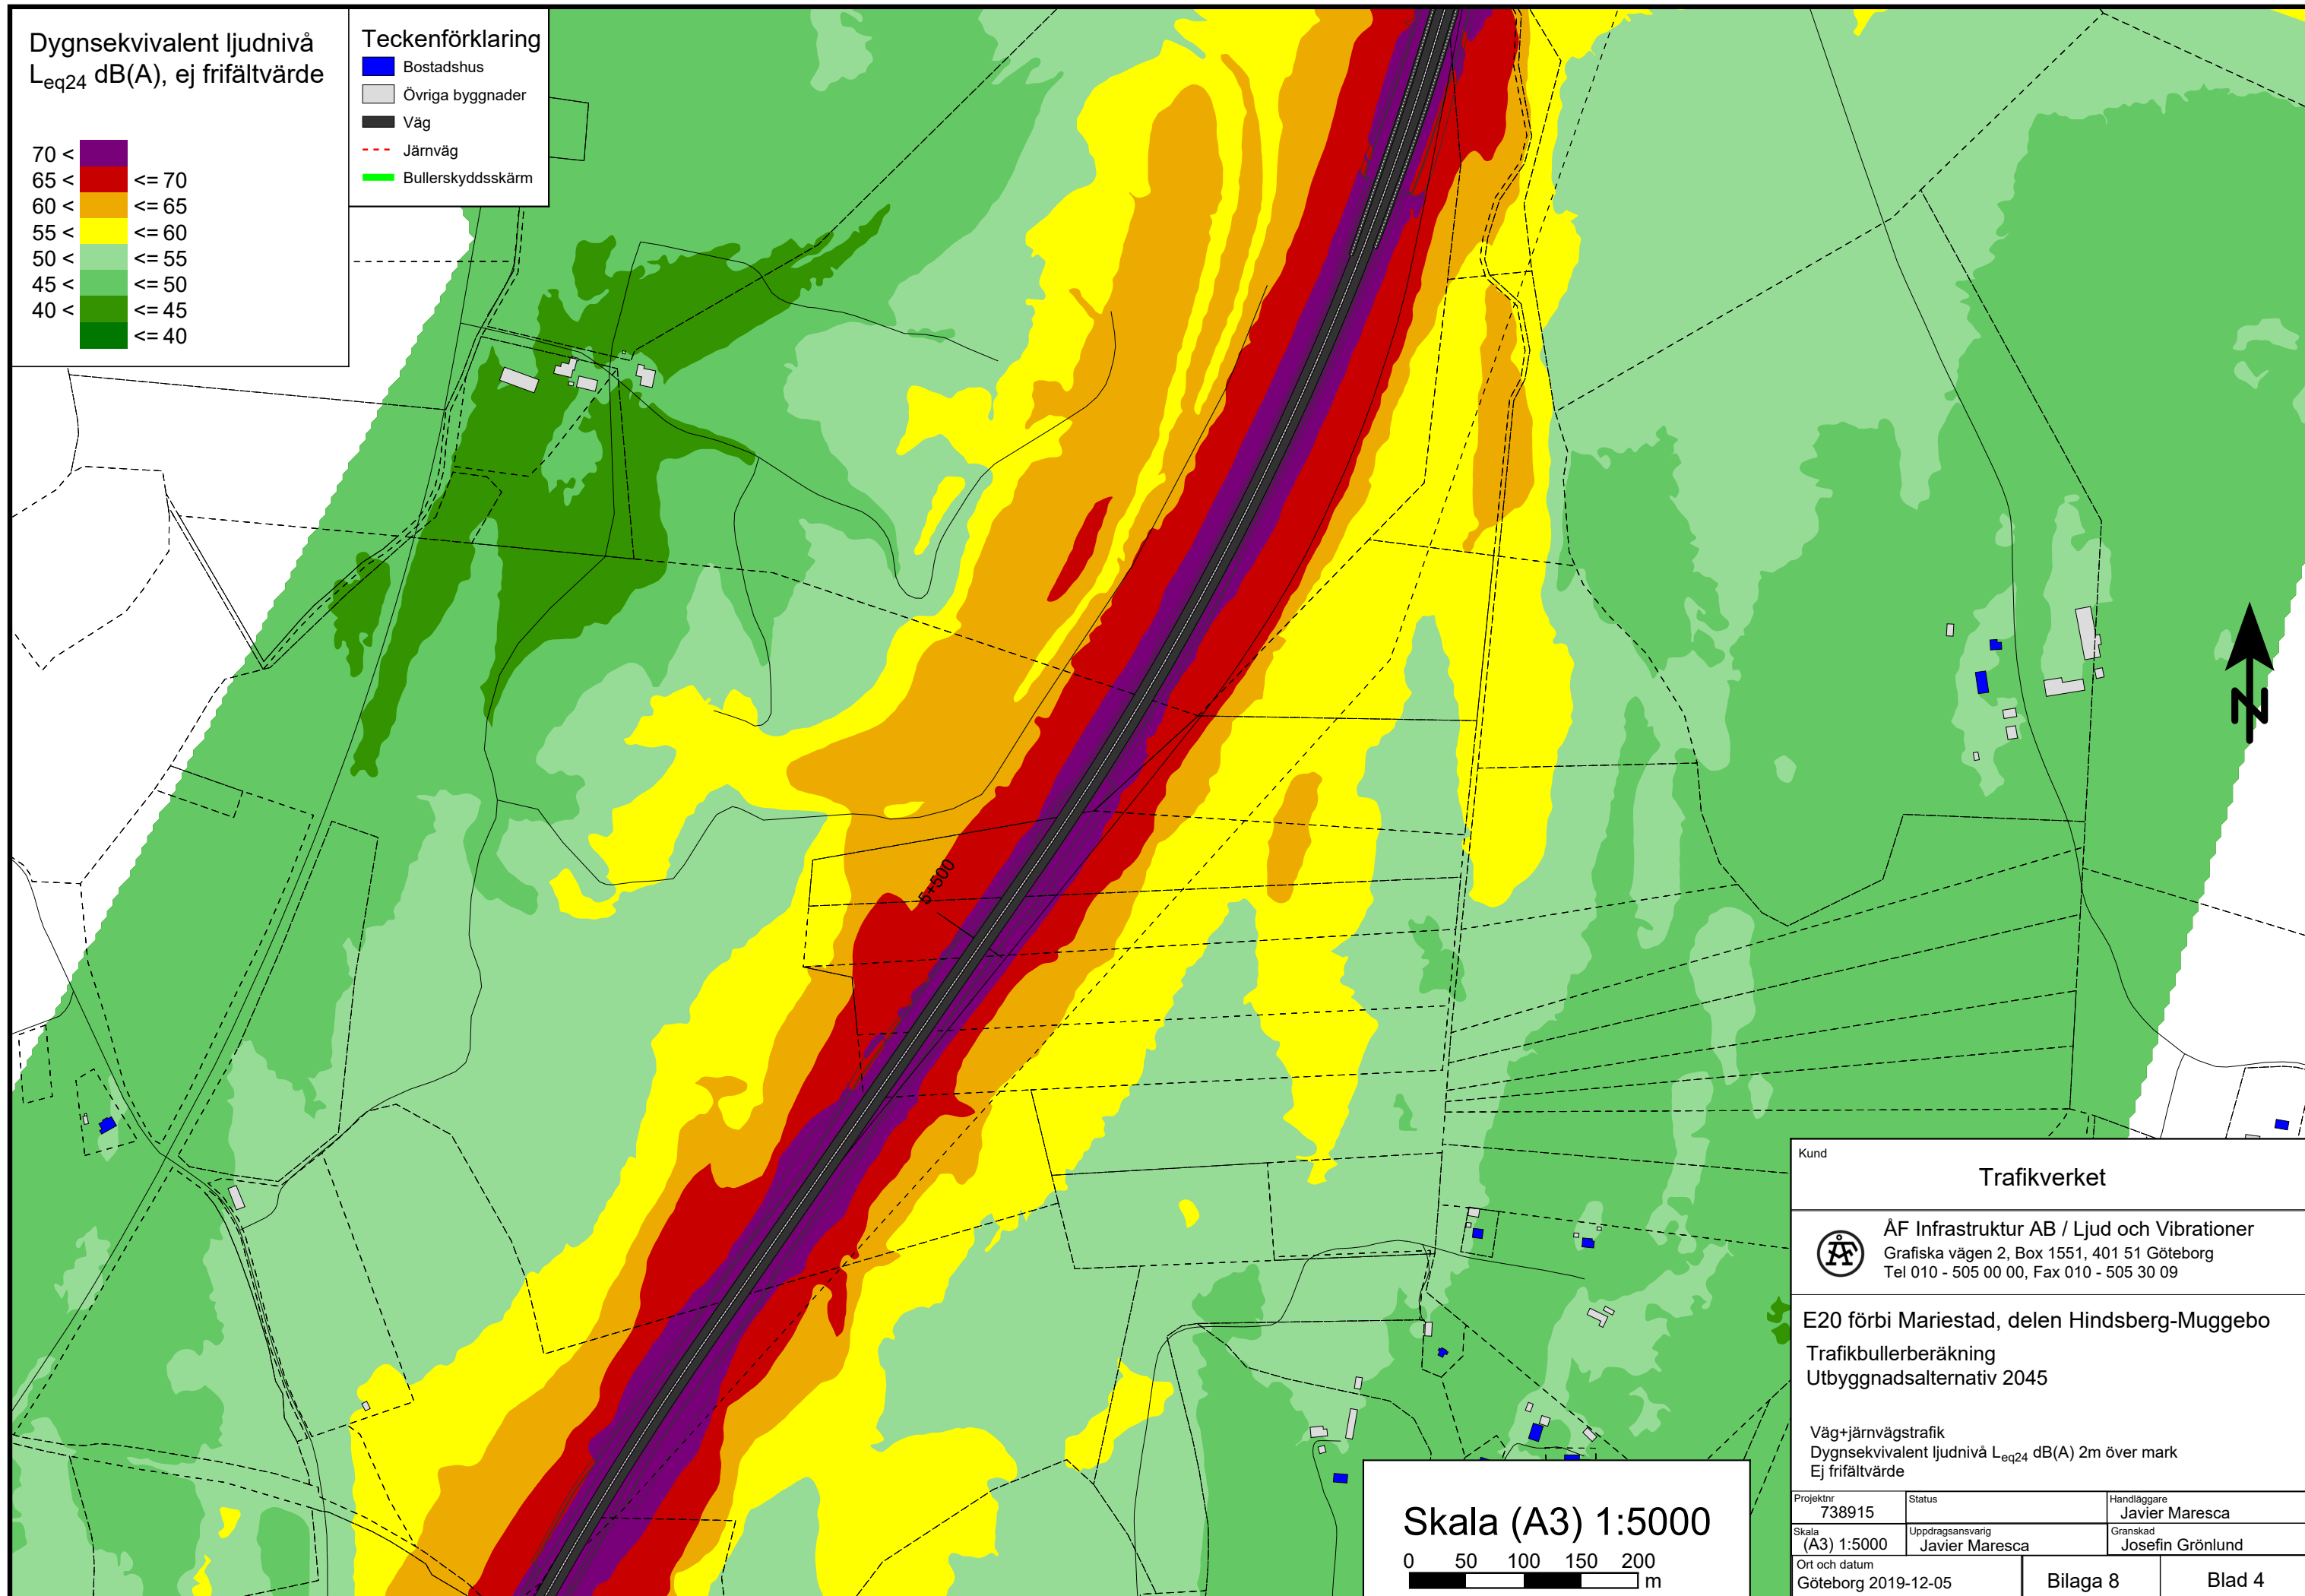 Dygnsekvivalent ljudnivå
Leq24 dB(A), ej frifältvärde
70 <
65 < <= 70
60 < <= 65
55 < <= 60
50 < <= 55
45 < <= 50
40 < <= 45
<= 40
Teckenförklaring
Bostadshus
Övriga byggnader
Väg
Järnväg
Bullerskyddsskärm
5+500
N
Skala (A3) 1:5000
0 50 100 150 200
m
Kund
Trafikverket
ÅF
ÅF Infrastruktur AB / Ljud och Vibrationer
Grafiska vägen 2, Box 1551, 401 51 Göteborg
Tel 010 - 505 00 00, Fax 010 - 505 30 09
E20 förbi Mariestad, delen Hindsberg-Muggebo
Trafikbullerberäkning
Utbyggnadsalternativ 2045
Väg+järnvägstrafik
Dygnsekvivalent ljudnivå Leq24 dB(A) 2m över mark
Ej frifältvärde
Projektnr Status Handläggare
738915 Javier Maresca
Skala Uppdragsansvarig Granskad
(A3) 1:5000 Javier Maresca Josefin Grönlund
Ort och datum
Göteborg 2019-12-05 Bilaga 8 Blad 4